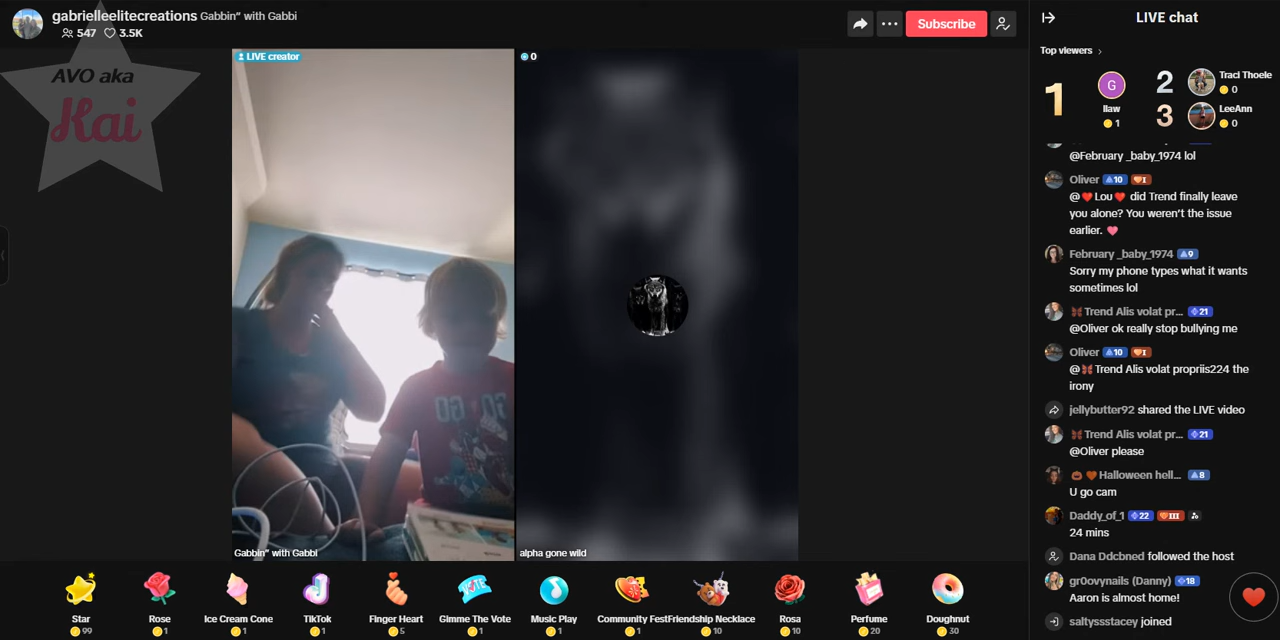 gabrielleelitecreations Gabbin" with Gabbi
547 3.5K
Subscribe
AVO aka
Kai
LIVE creator
0
Gabbin" with Gabbi
alpha gone wild
Star
99
Rose
1
Ice Cream Cone
1
TikTok
1
Finger Heart
5
Gimme The Vote
1
Music Play
1
Community Fest
1
Friendship Necklace
10
Rosa
10
Perfume
20
Doughnut
30
LIVE chat
Top viewers >
1
G
llaw
1
2
Traci Thoele
0
3
LeeAnn
0
@February _baby_1974 lol
Oliver 10 I
@❤️Lou❤️ did Trend finally leave
you alone? You weren't the issue
earlier. 🩷
February _baby_1974 9
Sorry my phone types what it wants
sometimes lol
Trend Alis volat pr... 21
@Oliver ok really stop bullying me
Oliver 10 I
@🦋Trend Alis volat propriis224 the
irony
jellybutter92 shared the LIVE video
Trend Alis volat pr... 21
@Oliver please
🎃🧡Halloween hell... 8
U go cam
Daddy_of_1 22 III
24 mins
Dana Ddcbned followed the host
gr0ovynails (Danny) 18
Aaron is almost home!
saltyssstacey joined